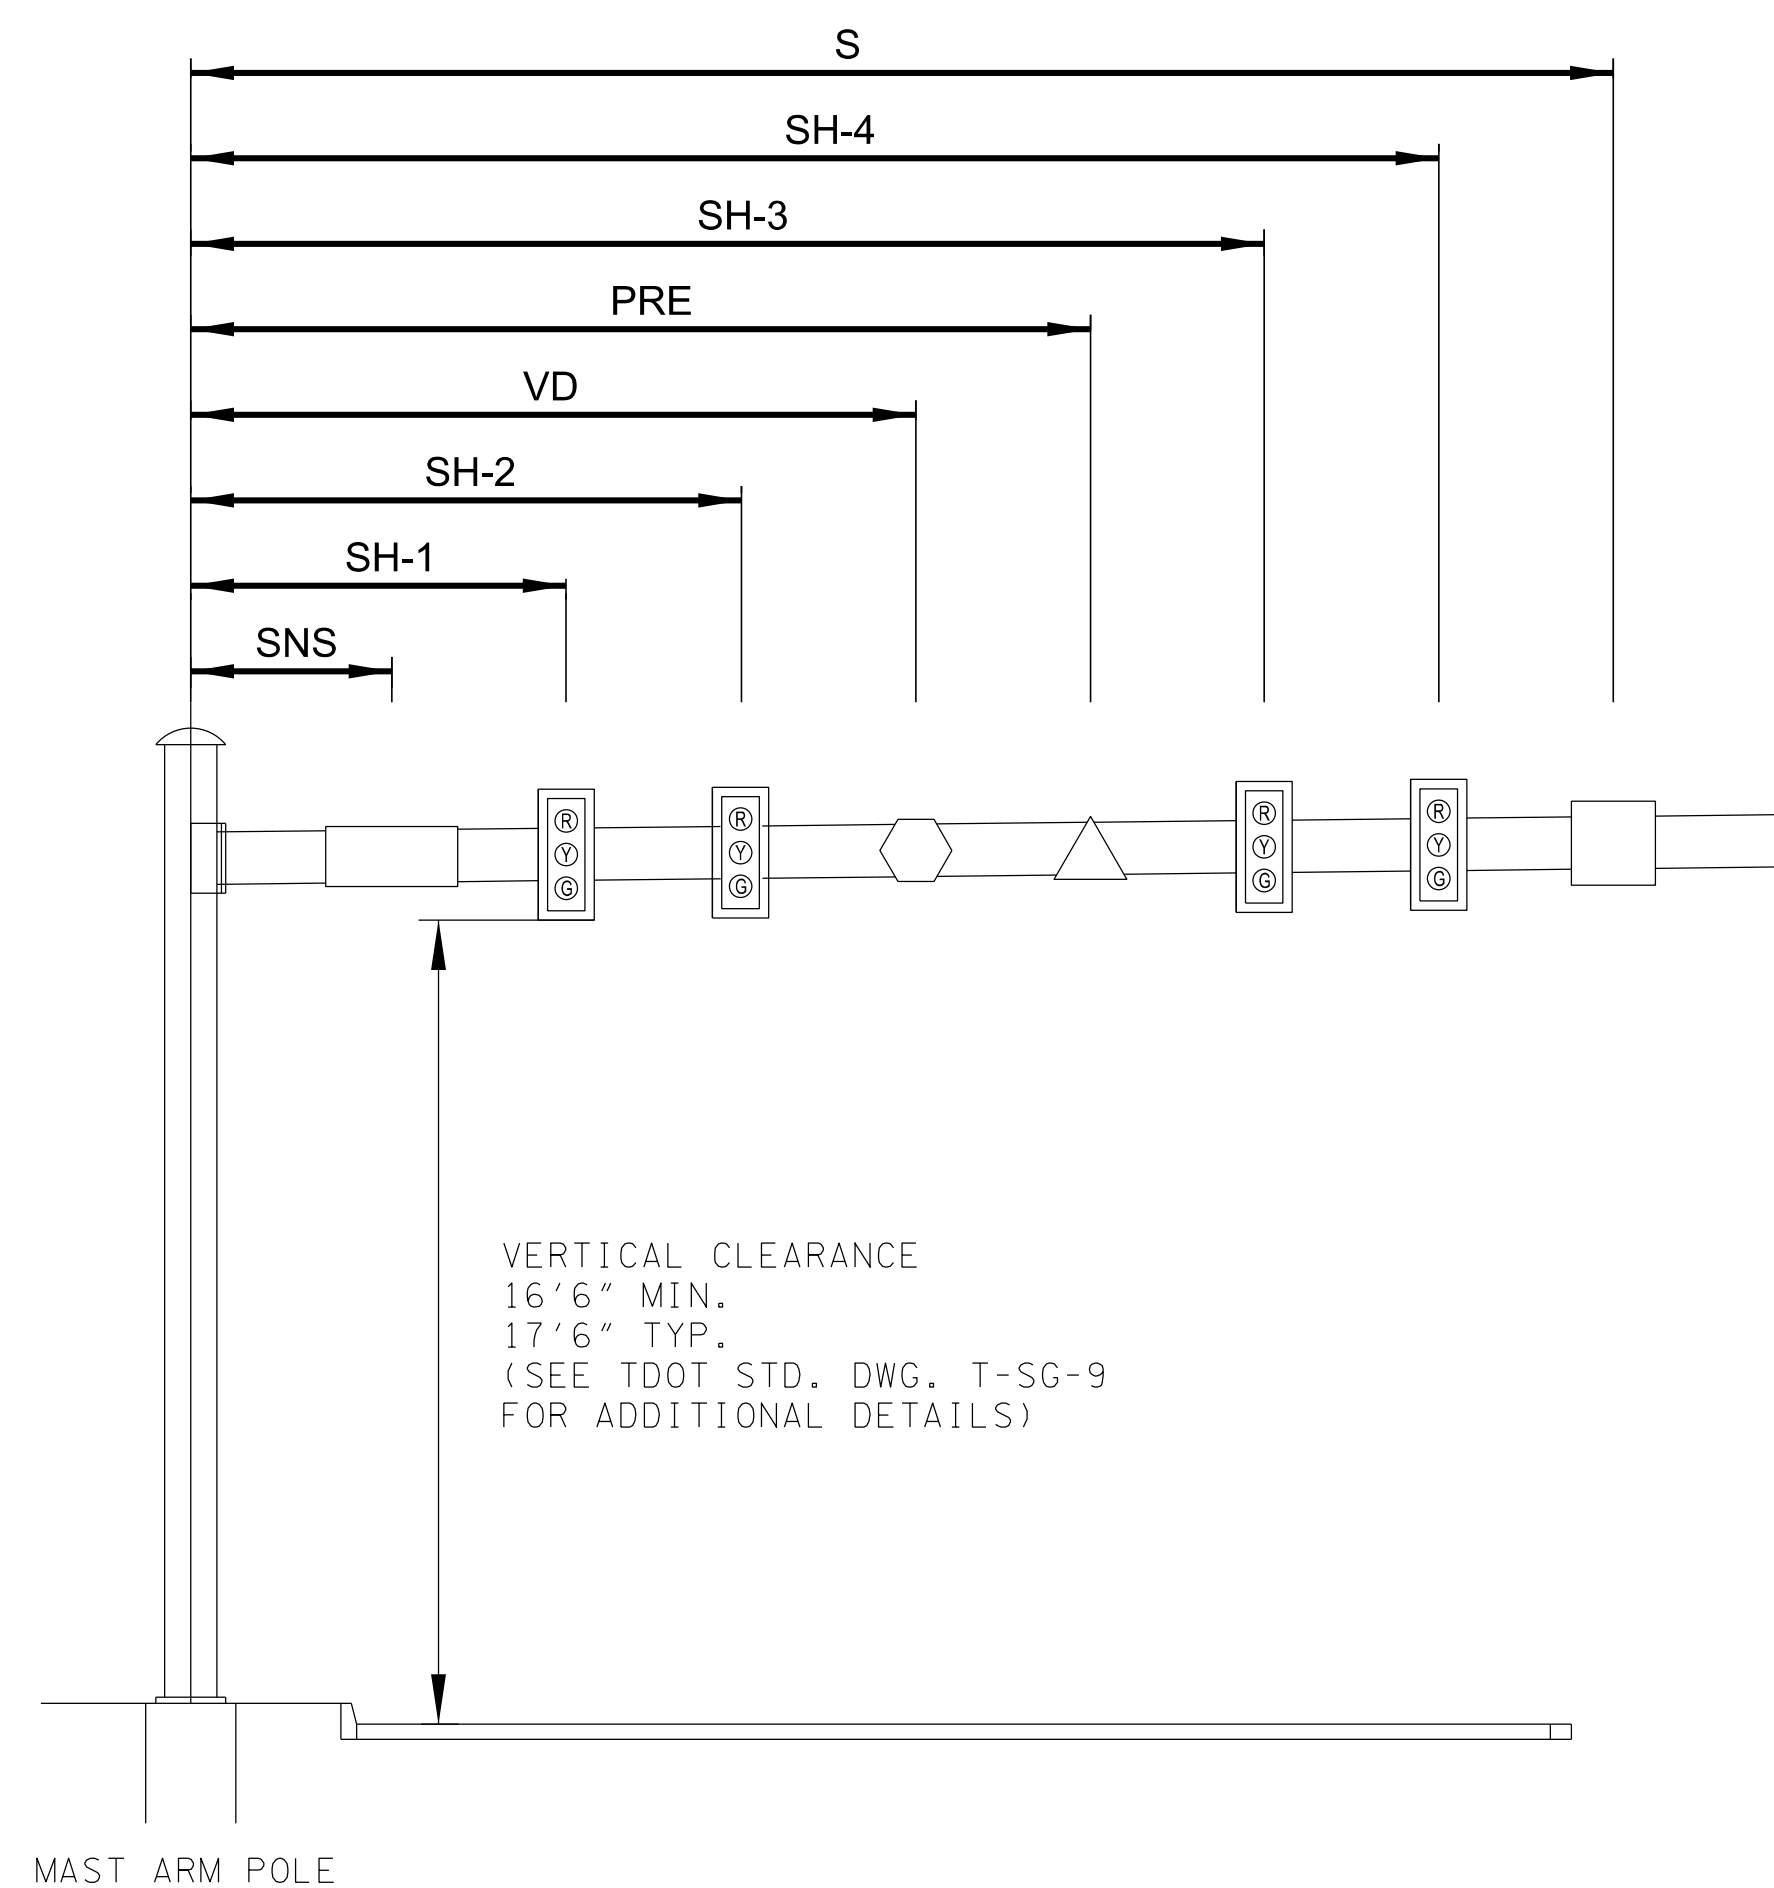 S
SH-4
SH-3
PRE
VD
SH-2
SH-1
SNS
R R R R
Y Y Y Y
G G G G
VERTICAL CLEARANCE
16'6" MIN.
17'6" TYP.
(SEE TDOT STD. DWG. T-SG-9
FOR ADDITIONAL DETAILS)
MAST ARM POLE